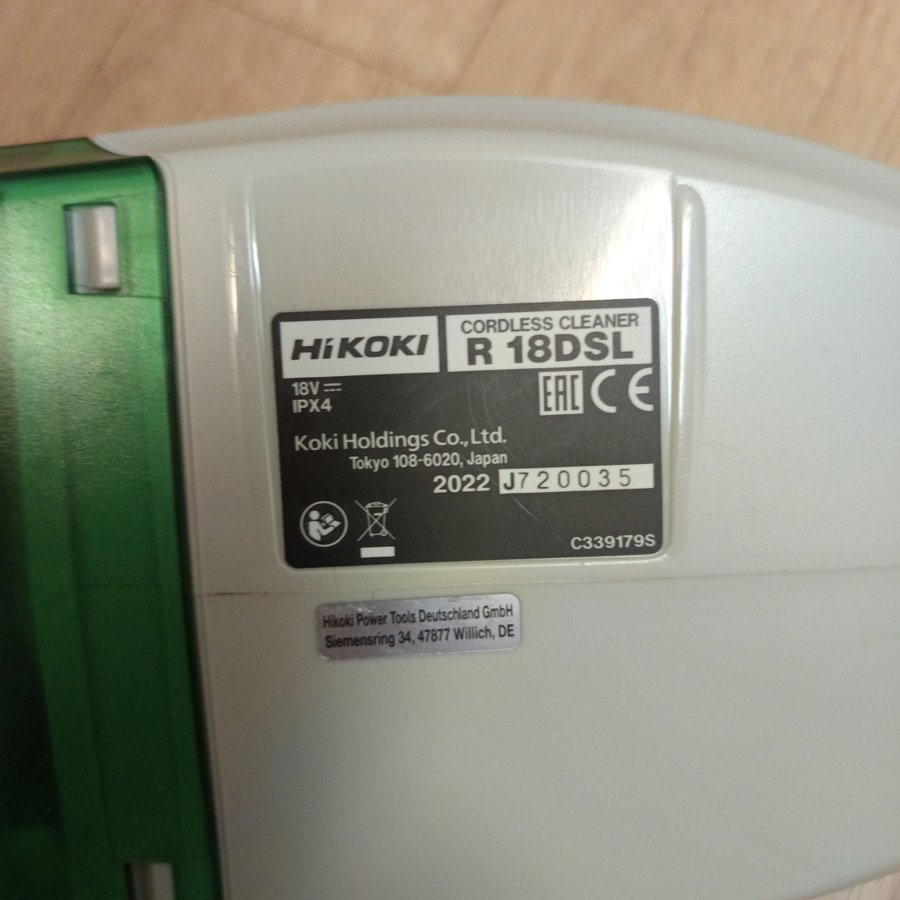 HiKOKI
CORDLESS CLEANER
R 18DSL
18V
IPX4
EAC CE
Koki Holdings Co.,Ltd.
Tokyo 108-6020, Japan
2022 J720035
C339179S
Hikoki Power Tools Deutschland GmbH
Siemensring 34, 47877 Willich, DE